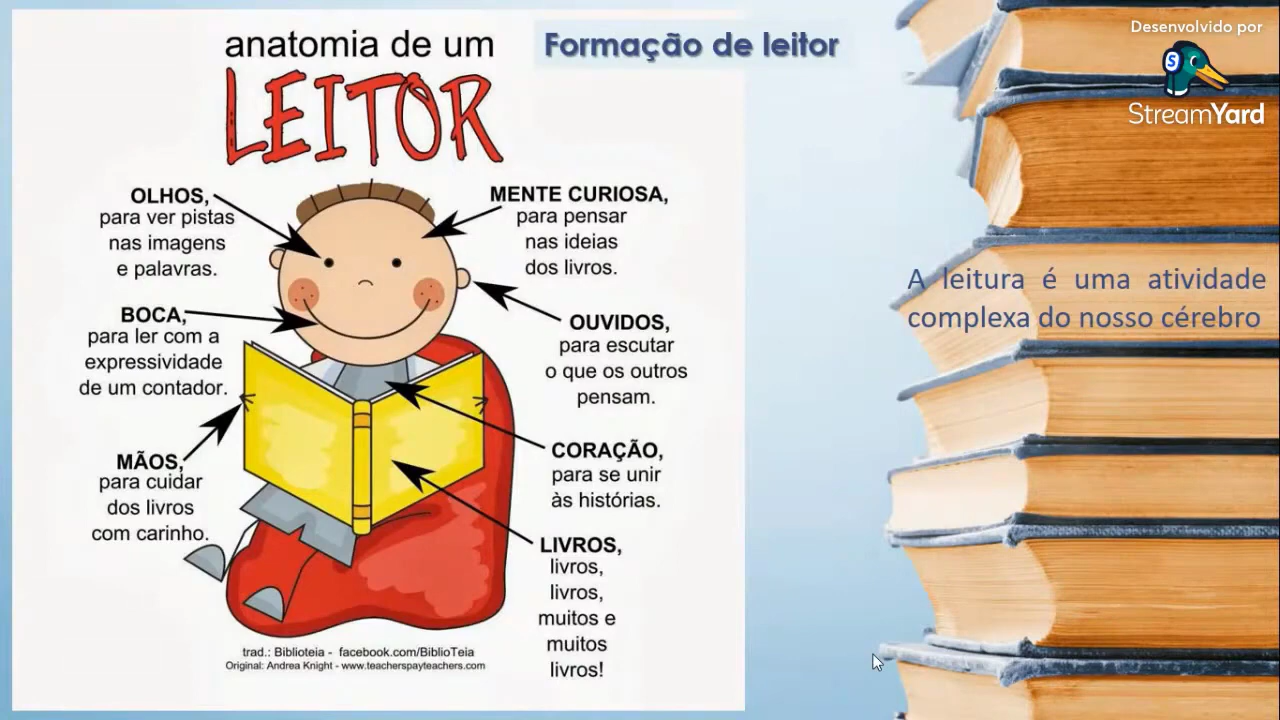 anatomia de um
LEITOR
Formação de leitor
Desenvolvido por
S
StreamYard
OLHOS,
para ver pistas
nas imagens
e palavras.
MENTE CURIOSA,
para pensar
nas ideias
dos livros.
BOCA,
para ler com a
expressividade
de um contador.
OUVIDOS,
para escutar
o que os outros
pensam.
MÃOS,
para cuidar
dos livros
com carinho.
CORAÇÃO,
para se unir
às histórias.
LIVROS,
livros,
livros,
muitos e
muitos
livros!
trad.: Biblioteia - facebook.com/BiblioTeia
Original: Andrea Knight - www.teacherspayteachers.com
A leitura é uma atividade
complexa do nosso cérebro